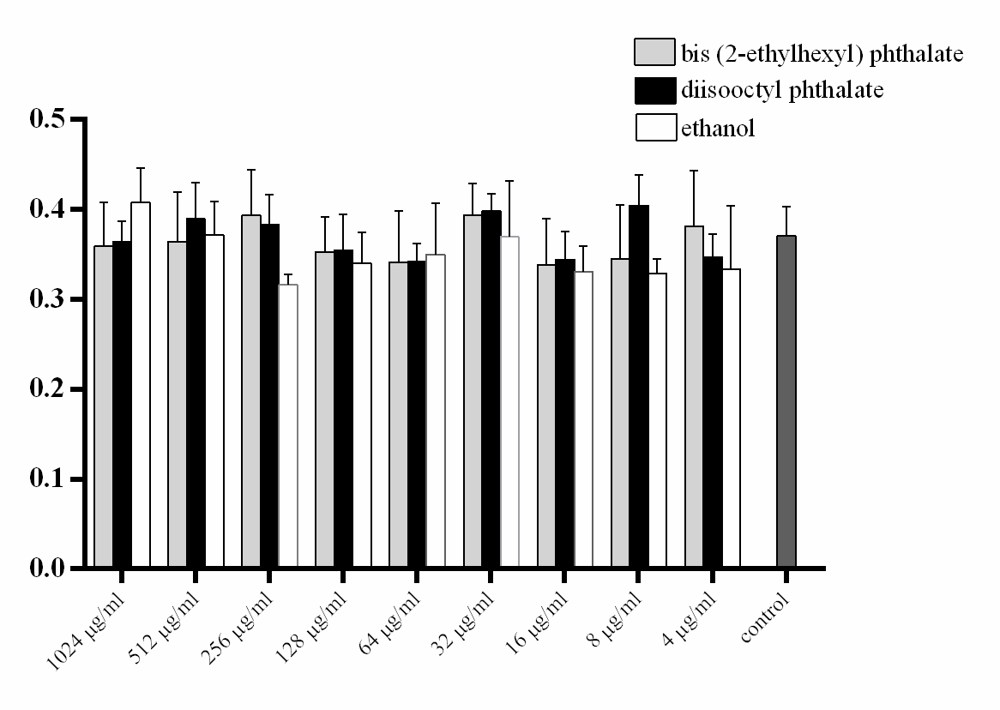 bis (2-ethylhexyl) phthalate
diisooctyl phthalate
ethanol
0.5
0.4
0.3
0.2
0.1
0.0
1024 μg/ml
512 μg/ml
256 μg/ml
128 μg/ml
64 μg/ml
32 μg/ml
16 μg/ml
8 μg/ml
4 μg/ml
control